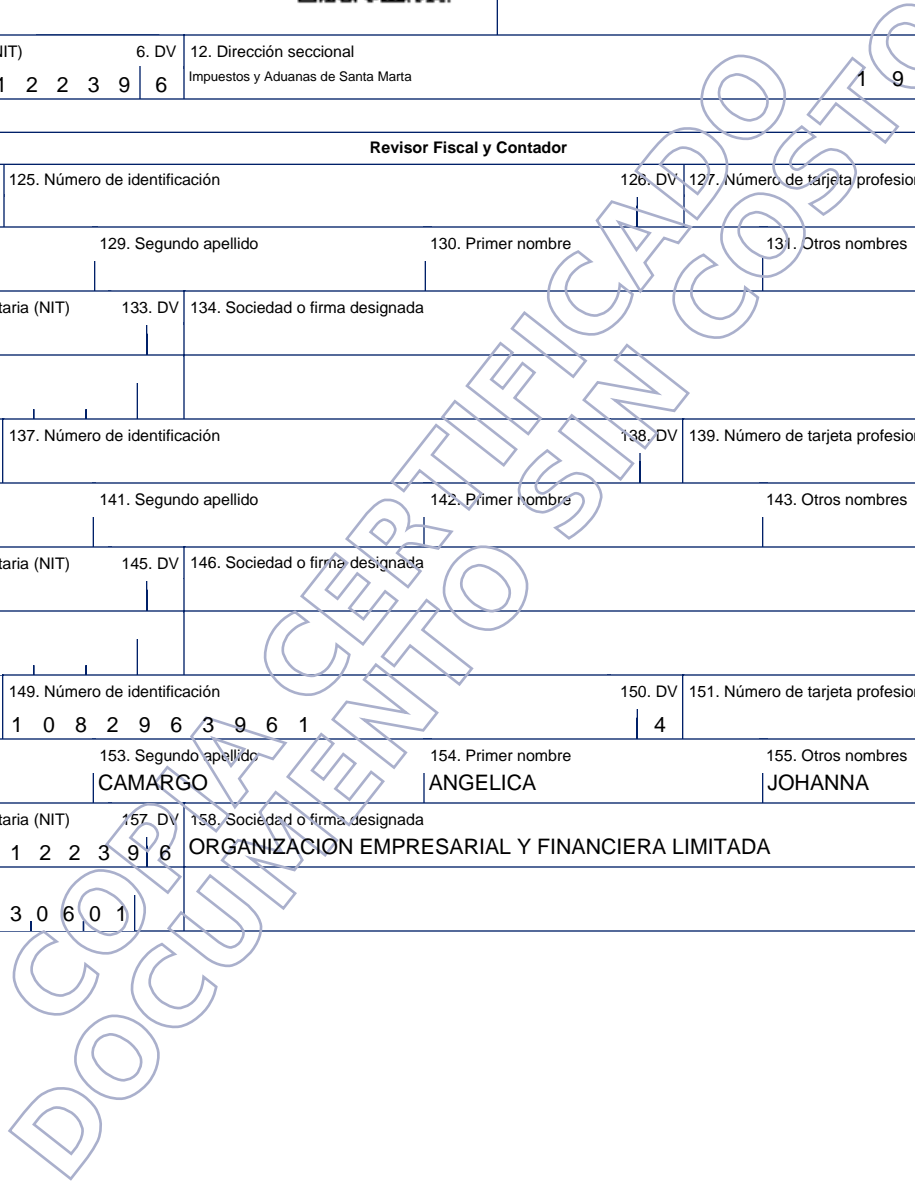 NIT) 6. DV 12. Dirección seccional
1 2 2 3 9 6 Impuestos y Aduanas de Santa Marta 1 9
Revisor Fiscal y Contador
125. Número de identificación 126. DV 127. Número de tarjeta profesion
129. Segundo apellido 130. Primer nombre 131. Otros nombres
taria (NIT) 133. DV 134. Sociedad o firma designada
137. Número de identificación 138. DV 139. Número de tarjeta profesion
141. Segundo apellido 142. Primer nombre 143. Otros nombres
taria (NIT) 145. DV 146. Sociedad o firma designada
149. Número de identificación 150. DV 151. Número de tarjeta profesion
1 0 8 2 9 6 3 9 6 1 4
153. Segundo apellido 154. Primer nombre 155. Otros nombres
CAMARGO ANGELICA JOHANNA
taria (NIT) 157. DV 158. Sociedad o firma designada
1 2 2 3 9 6 ORGANIZACION EMPRESARIAL Y FINANCIERA LIMITADA
3 0 6 0 1
COPIA CERTIFICADO
DOCUMENTO SIN COSTO